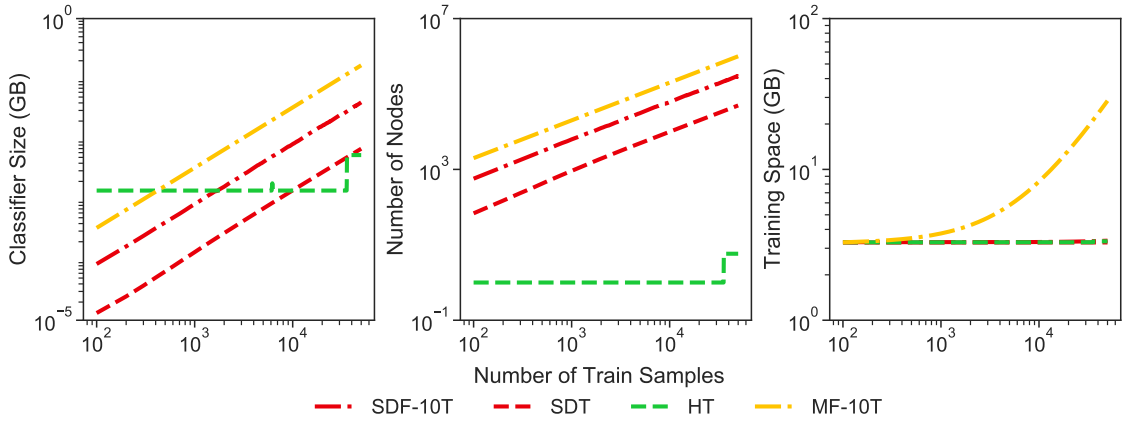 Classifier Size (GB)
10^0
10^−5
10^2 10^3 10^4
Number of Nodes
10^7
10^3
10^−1
10^2 10^3 10^4
Training Space (GB)
10^2
10^1
10^0
10^2 10^3 10^4
Number of Train Samples
SDF-10T SDT HT MF-10T